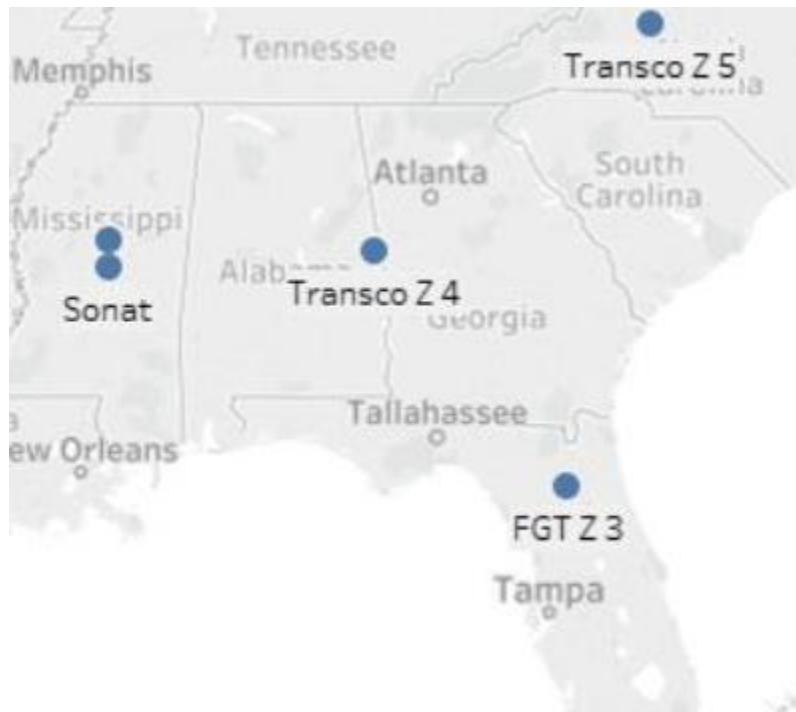 Tennessee
Memphis
Transco Z 5
Atlanta
South
Carolina
Mississippi
Transco Z 4
Sonat
Georgia
Tallahassee
ew Orleans
FGT Z 3
Tampa